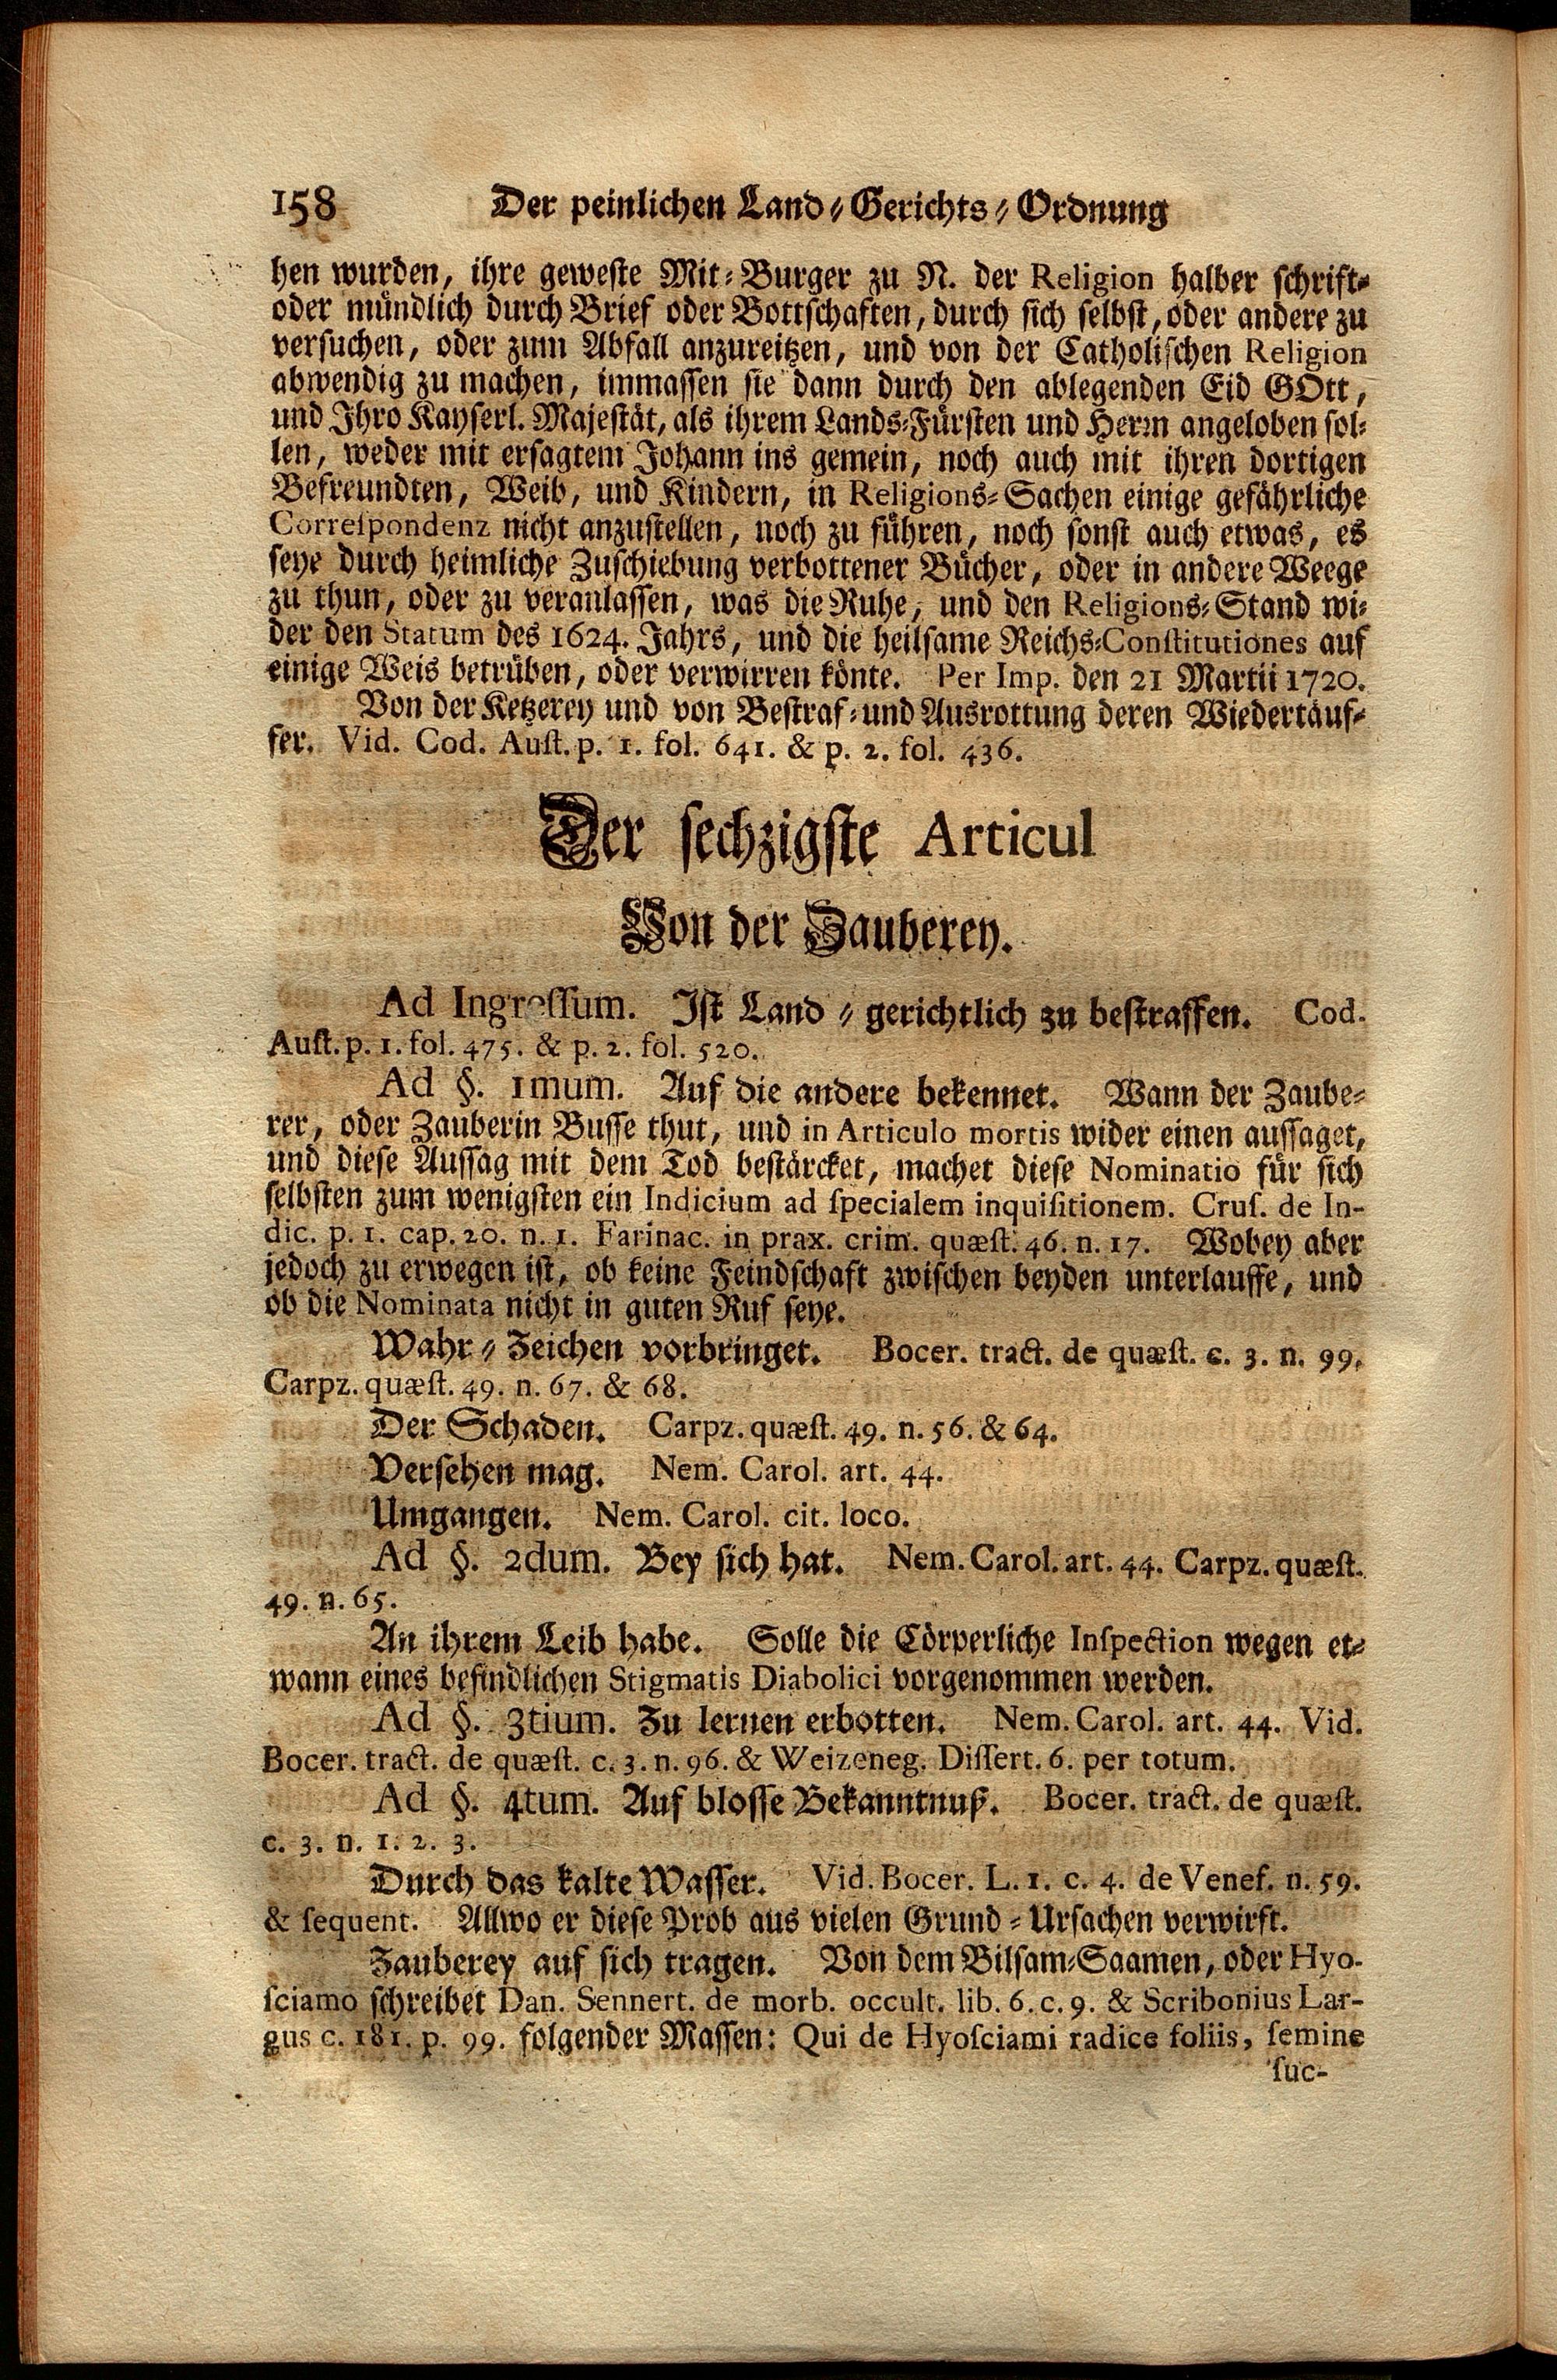 158 Der peinlichen Land-Gerichts-Ordnung
hen wurden, ihre geweste Mit-Burger zu N. der Religion halber schrift-
oder mündlich durch Brief oder Bottschaften, durch sich selbst, oder andere zu
versuchen, oder zum Abfall anzureitzen, und von der Catholischen Religion
abwendig zu machen, immassen sie dann durch den ablegenden Eid GOtt,
und Ihro Kayserl. Majestät, als ihrem Lands-Fürsten und Herrn angeloben sol-
len, weder mit ersagtem Johann ins gemein, noch auch mit ihren dortigen
Befreundten, Weib, und Kindern, in Religions-Sachen einige gefährliche
Correspondenz nicht anzustellen, noch zu führen, noch sonst auch etwas, es
seye durch heimliche Zuschiebung verbottener Bücher, oder in andere Weege
zu thun, oder zu veranlassen, was die Ruhe, und den Religions-Stand wi-
der den Statum des 1624. Jahrs, und die heilsame Reichs-Constitutiones auf
einige Weis betrüben, oder verwirren könte. Per Imp. den 21 Martii 1720.
Von der Ketzerey und von Bestraf- und Ausrottung deren Wiedertäuf-
fer. Vid. Cod. Aust. p. 1. fol. 641. & p. 2. fol. 436.
Der sechzigste Articul
Von der Zauberey.
Ad Ingressum. Ist Land-gerichtlich zu bestraffen. Cod.
Aust. p. 1. fol. 475. & p. 2. fol. 520.
Ad §. 1mum. Auf die andere bekennet. Wann der Zaube-
rer, oder Zauberin Busse thut, und in Articulo mortis wider einen aussaget,
und diese Aussag mit dem Tod bestärcket, machet diese Nominatio für sich
selbsten zum wenigsten ein Indicium ad specialem inquisitionem. Crus. de In-
dic. p. 1. cap. 20. n. 1. Farinac. in prax. crim. quæst. 46. n. 17. Wobey aber
jedoch zu erwegen ist, ob keine Feindschaft zwischen beyden unterlauffe, und
ob die Nominata nicht in guten Ruf seye.
Wahr-Zeichen vorbringet. Bocer. tract. de quæst. c. 3. n. 99.
Carpz. quæst. 49. n. 67. & 68.
Der Schaden. Carpz. quæst. 49. n. 56. & 64.
Versehen mag. Nem. Carol. art. 44.
Umgangen. Nem. Carol. cit. loco.
Ad §. 2dum. Bey sich hat. Nem. Carol. art. 44. Carpz. quæst.
49. n. 65.
An ihrem Leib habe. Solle die Cörperliche Inspection wegen et-
wann eines befindlichen Stigmatis Diabolici vorgenommen werden.
Ad §. 3tium. Zu lernen erbotten. Nem. Carol. art. 44. Vid.
Bocer. tract. de quæst. c. 3. n. 96. & Weizeneg. Dissert. 6. per totum.
Ad §. 4tum. Auf blosse Bekanntnuß. Bocer. tract. de quæst.
c. 3. n. 1. 2. 3.
Durch das kalte Wasser. Vid. Bocer. L. 1. c. 4. de Venef. n. 59.
& sequent. Allwo er diese Prob aus vielen Grund-Ursachen verwirft.
Zauberey auf sich tragen. Von dem Bilsam-Saamen, oder Hyo-
sciamo schreibet Dan. Sennert. de morb. occult. lib. 6. c. 9. & Scribonius Lar-
gus c. 181. p. 99. folgender Massen: Qui de Hyosciami radice foliis, semine
suc-